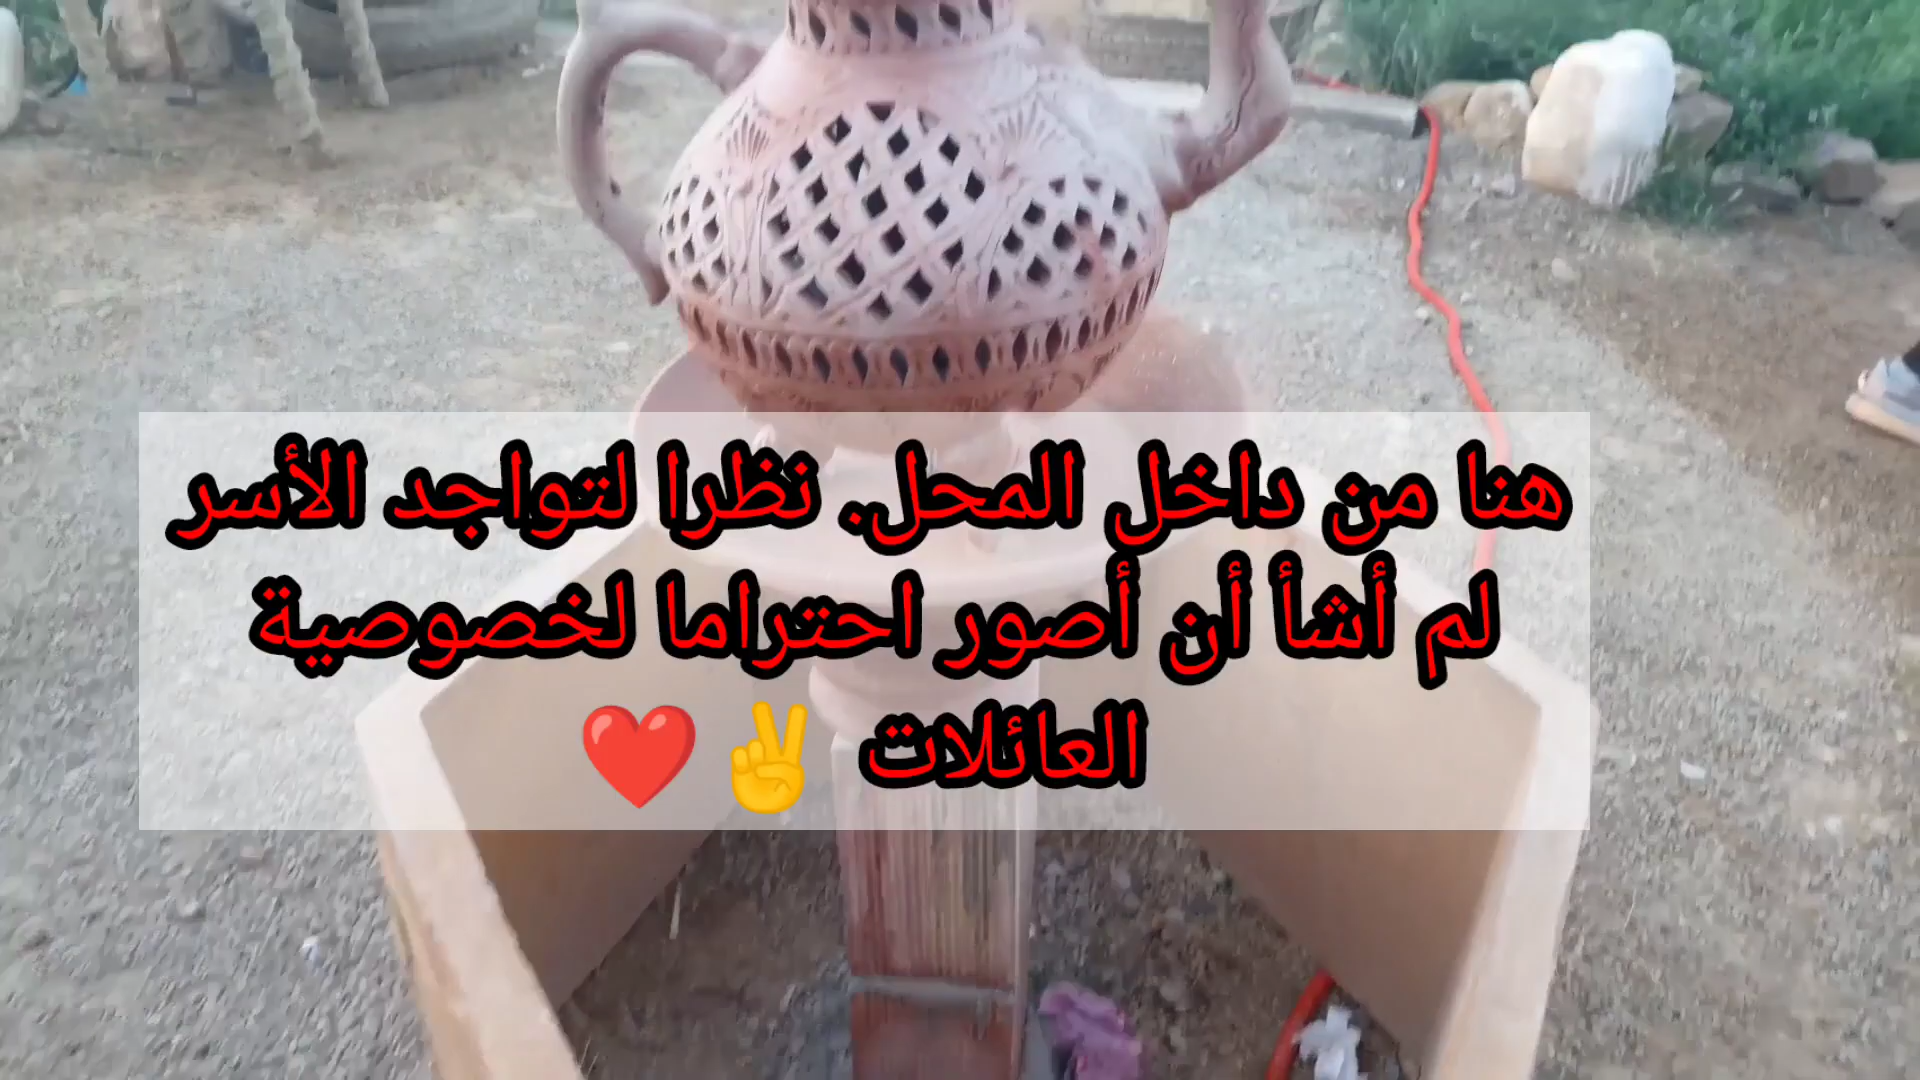 هنا من داخل المحل. نظرا لتواجد الأسر
لم أشأ أن أصور احتراما لخصوصية
العائلات ✌️❤️